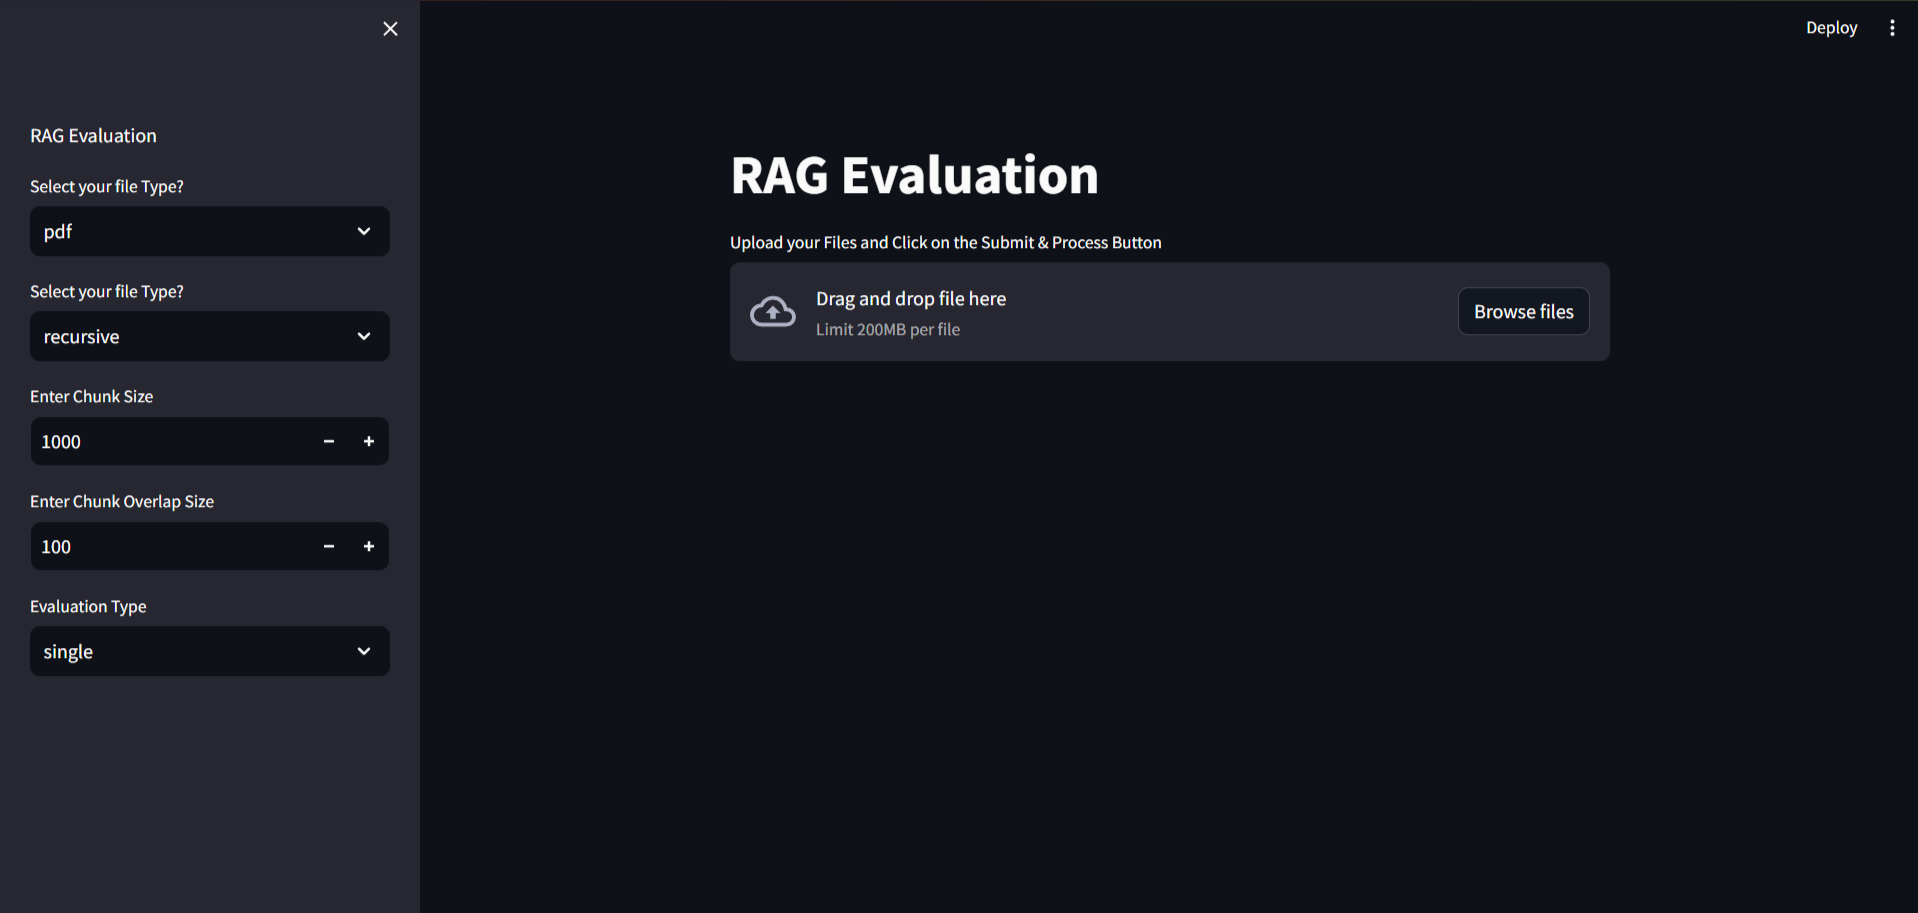 Deploy
RAG Evaluation
Select your file Type?
pdf
Select your file Type?
recursive
Enter Chunk Size
1000
Enter Chunk Overlap Size
100
Evaluation Type
single
RAG Evaluation
Upload your Files and Click on the Submit & Process Button
Drag and drop file here
Limit 200MB per file
Browse files